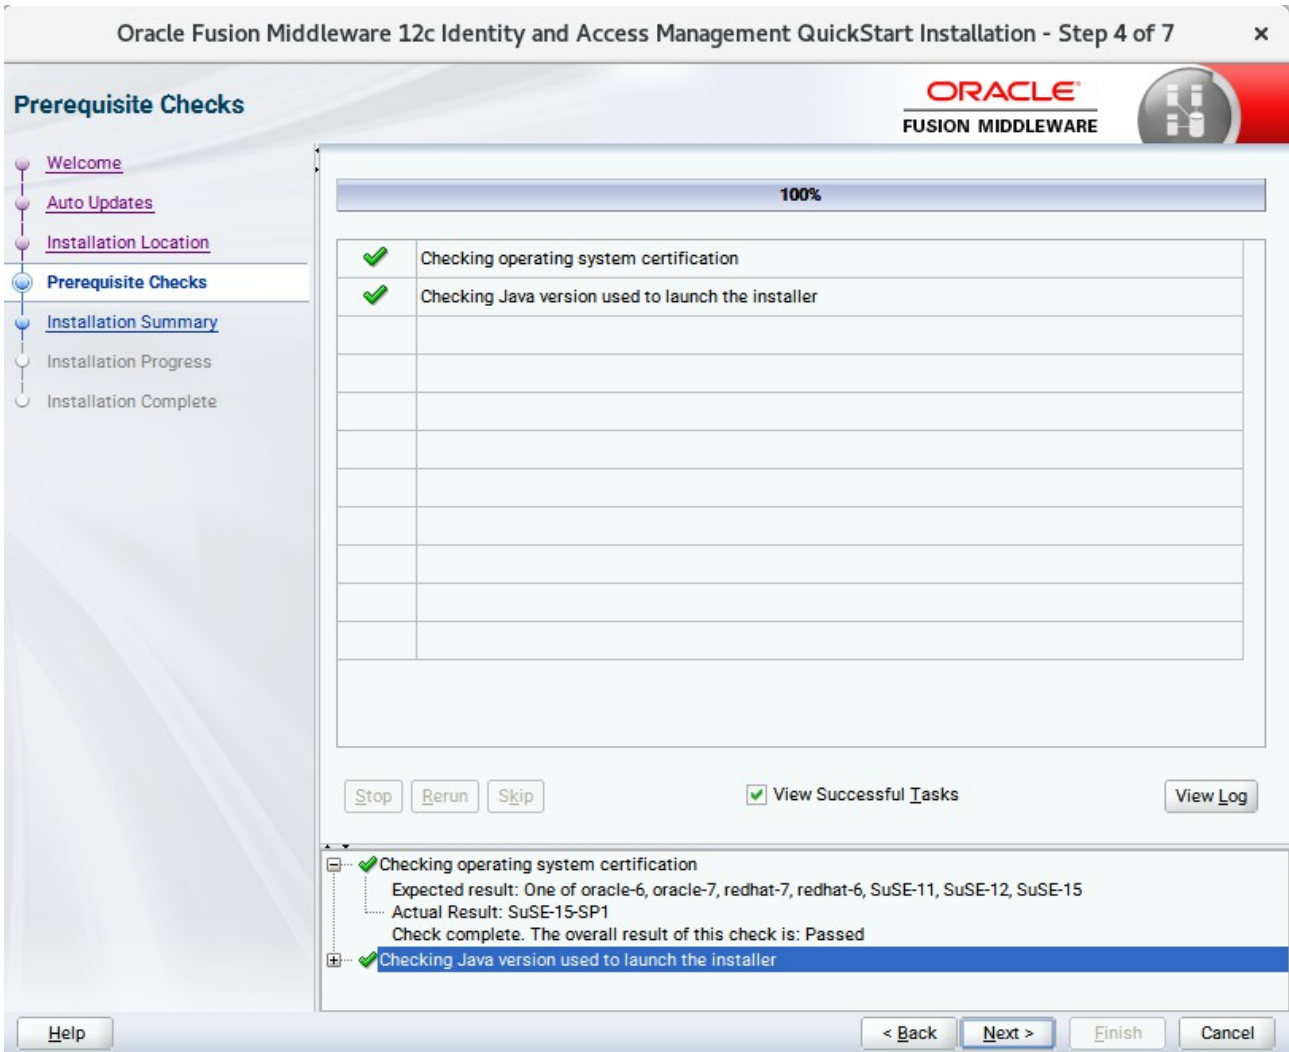 Oracle Fusion Middleware 12c Identity and Access Management QuickStart Installation - Step 4 of 7
Prerequisite Checks
ORACLE
FUSION MIDDLEWARE
Welcome
Auto Updates
Installation Location
Prerequisite Checks
Installation Summary
Installation Progress
Installation Complete
100%
Checking operating system certification
Checking Java version used to launch the installer
Stop
Rerun
Skip
View Successful Tasks
View Log
Checking operating system certification
Expected result: One of oracle-6, oracle-7, redhat-7, redhat-6, SuSE-11, SuSE-12, SuSE-15
Actual Result: SuSE-15-SP1
Check complete. The overall result of this check is: Passed
Checking Java version used to launch the installer
Help
< Back
Next >
Finish
Cancel